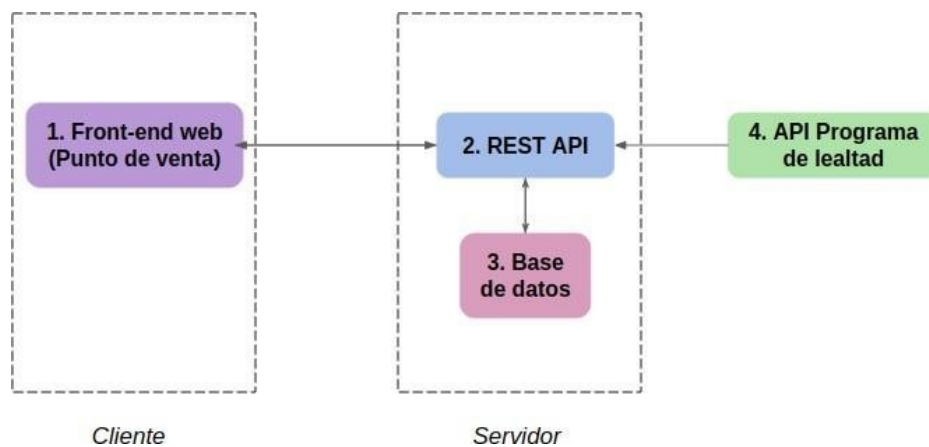 1. Front-end web
(Punto de venta)
2. REST API
4. API Programa
de lealtad
3. Base
de datos
Cliente
Servidor